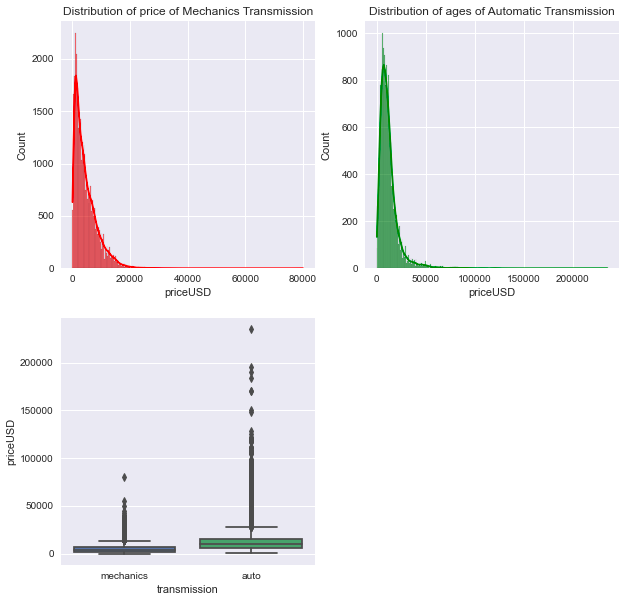 Distribution of price of Mechanics Transmission
2000
1500
1000
500
0
Count
0 20000 40000 60000 80000
priceUSD
Distribution of ages of Automatic Transmission
1000
800
600
400
200
0
Count
0 50000 100000 150000 200000
priceUSD
200000
150000
100000
50000
0
priceUSD
mechanics auto
transmission